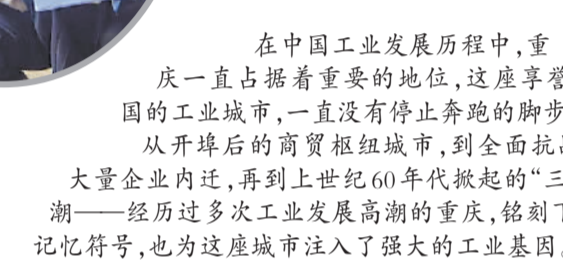 在中国工业发展历程中,重
庆一直占据着重要的地位,这座享誉
国的工业城市,一直没有停止奔跑的脚步
从开埠后的商贸枢纽城市,到全面抗战
大量企业内迁,再到上世纪60年代掀起的“三
潮——经历过多次工业发展高潮的重庆,铭刻下
记忆符号,也为这座城市注入了强大的工业基因。